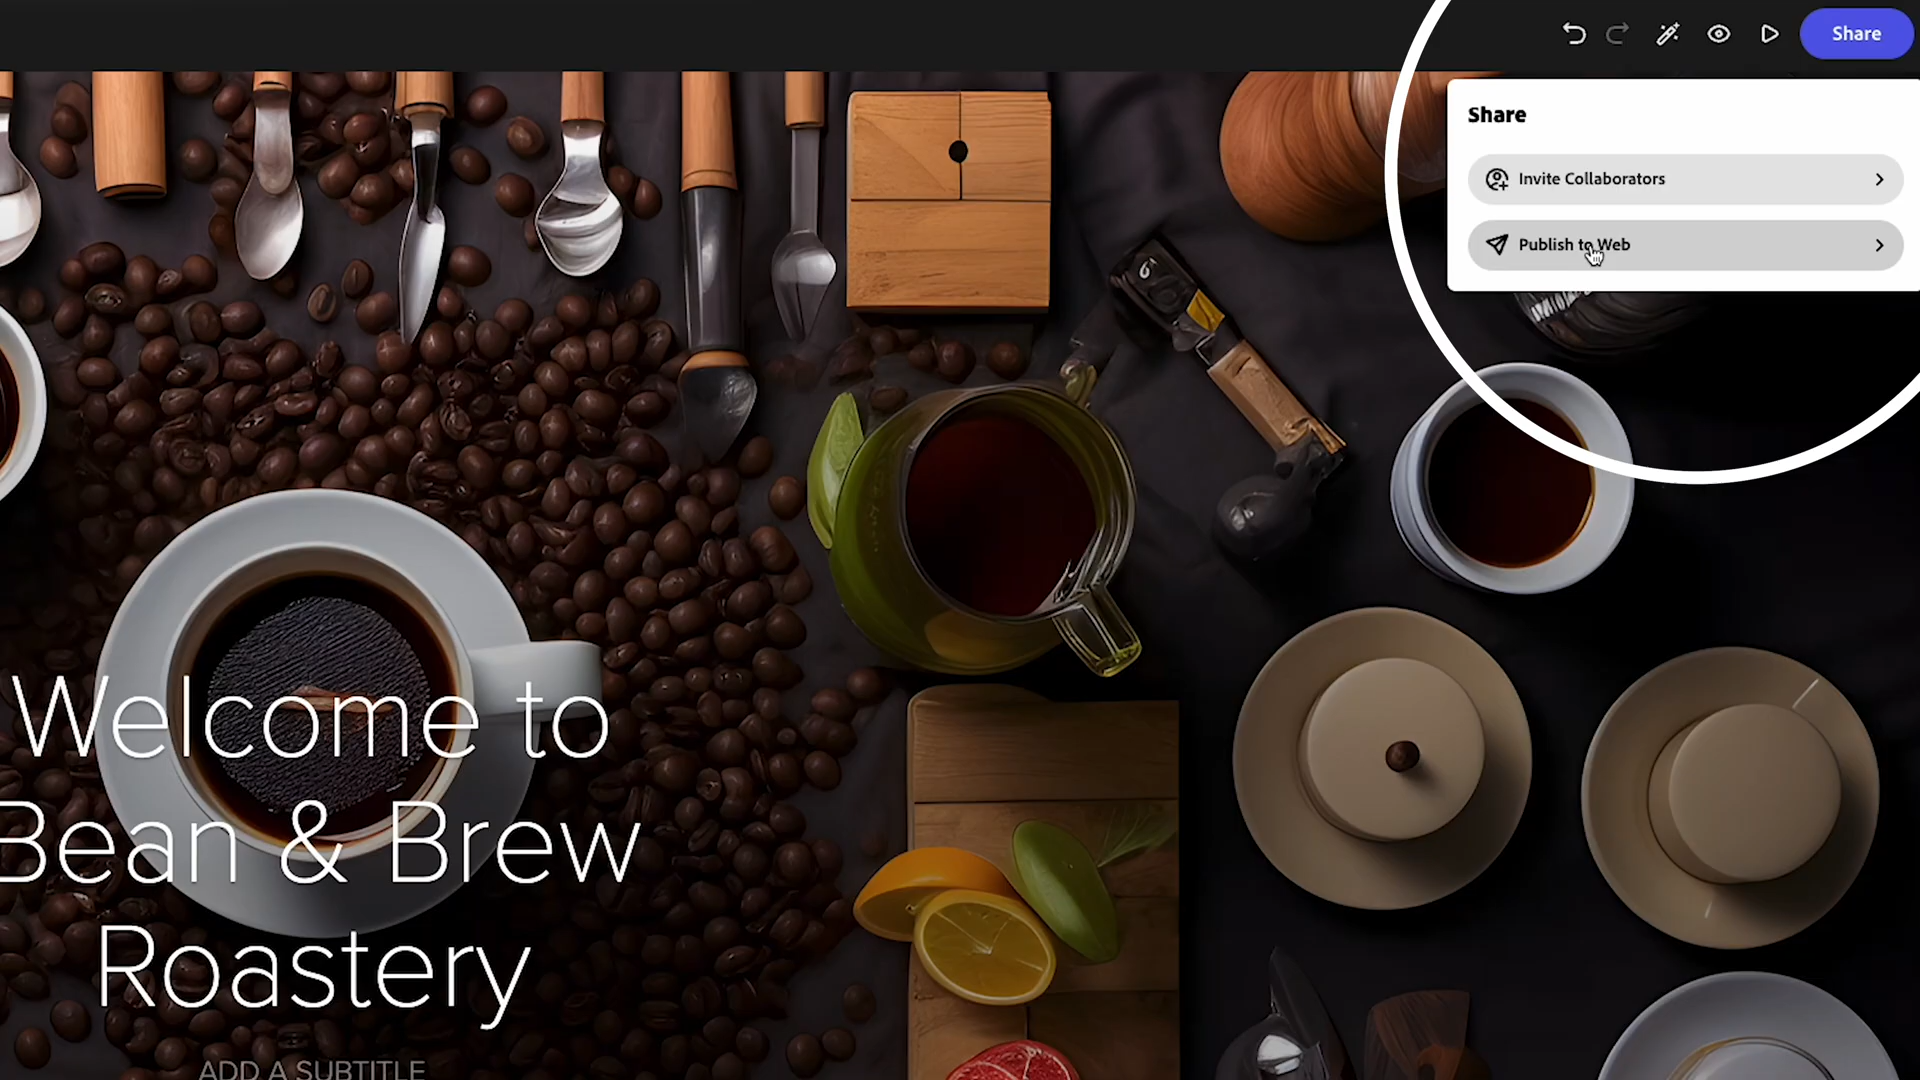 Share
Share
Invite Collaborators
Publish to Web
Welcome to
Bean & Brew
Roastery
ADD A SUBTITLE